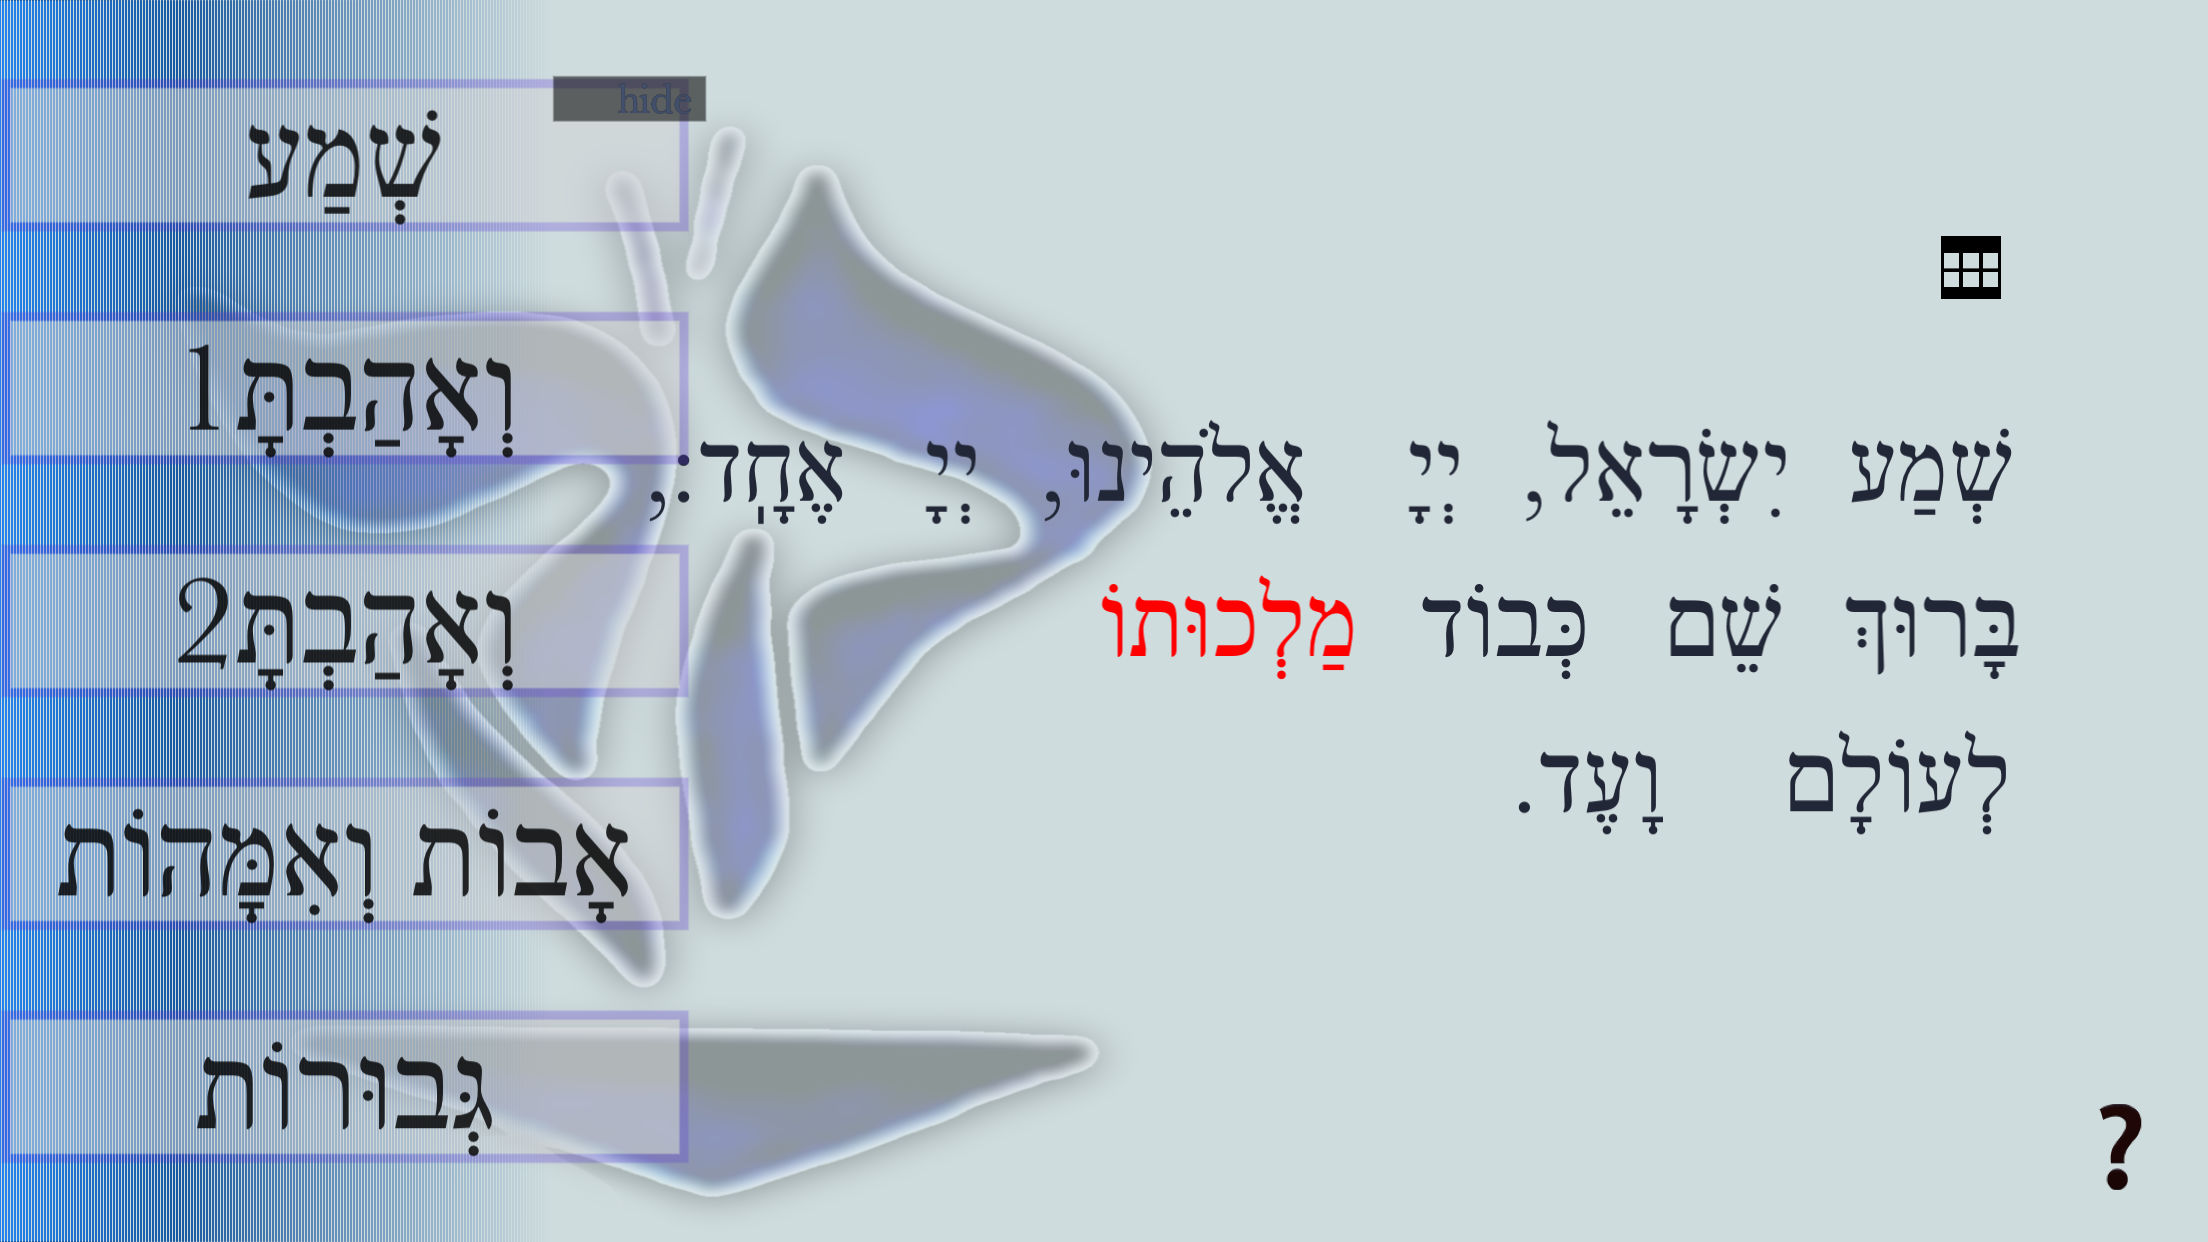 hide
שְׁמַע
וְאָהַבְתָּ1
וְאָהַבְתָּ2
אָבוֹת וְאִמָּהוֹת
גְּבוּרוֹת
שְׁמַע יִשְׂרָאֵל, יְיָ אֱלֹהֵינוּ, יְיָ אֶחָֽד׃,
בָּרוּךְ שֵׁם כְּבוֹד מַלְכוּתוֹ
לְעוֹלָם וָעֶד.
?